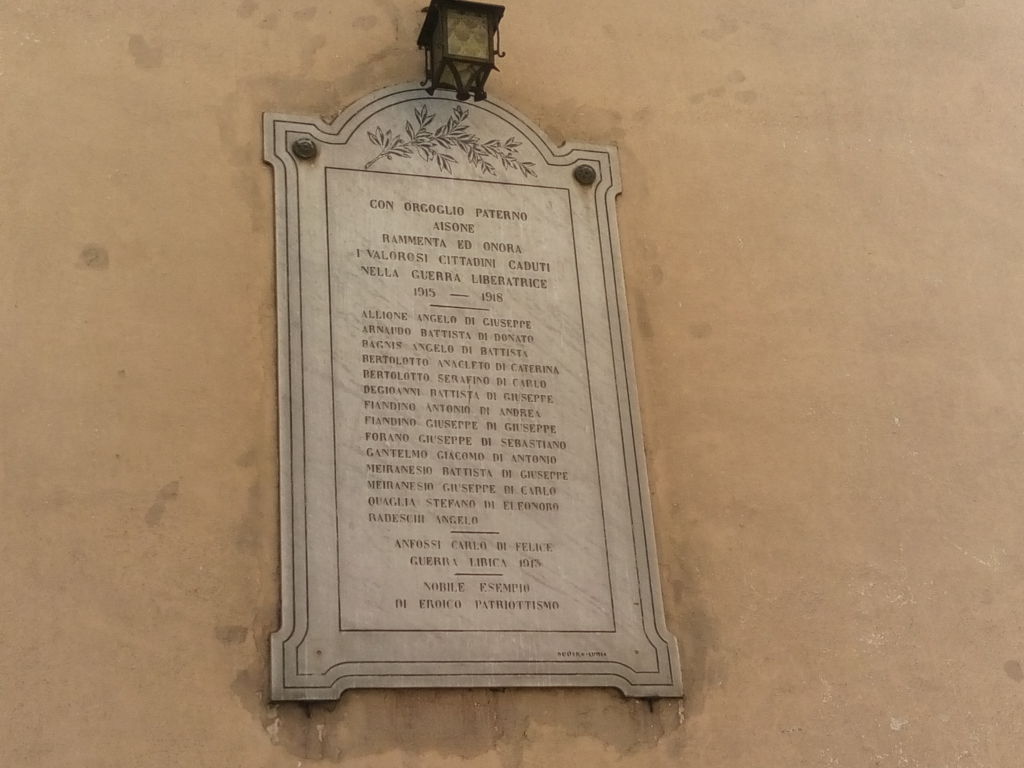 CON ORGOGLIO PATERNO
AISONE
RAMMENTA ED ONORA
I VALOROSI CITTADINI CADUTI
NELLA GUERRA LIBERATRICE
1915 — 1918
ALLIONE ANGELO DI GIUSEPPE
ARNAUDO BATTISTA DI DONATO
BAGNIS ANGELO DI BATTISTA
BERTOLOTTO ANACLETO DI CATERINA
BERTOLOTTO SERAFINO DI CARLO
DEGIOANNI BATTISTA DI GIUSEPPE
FIANDINO ANTONIO DI ANDREA
FIANDINO GIUSEPPE DI GIUSEPPE
FORANO GIUSEPPE DI SEBASTIANO
GANTELMO GIACOMO DI ANTONIO
MEIRANESIO BATTISTA DI GIUSEPPE
MEIRANESIO GIUSEPPE DI CARLO
QUAGLIA STEFANO DI ELEONORO
RADESCHI ANGELO
ANFOSSI CARLO DI FELICE
GUERRA LIBICA 1913
NOBILE ESEMPIO
DI EROICO PATRIOTTISMO